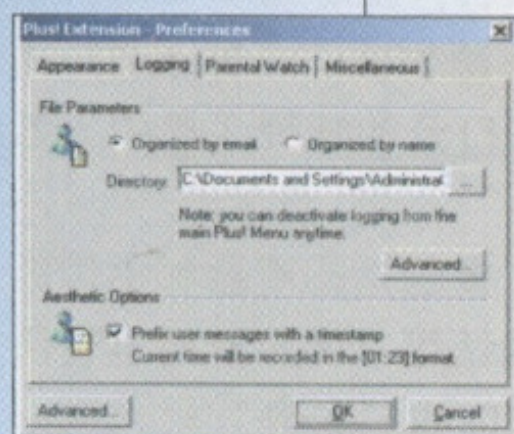 Plus! Extension - Preferences
Appearance Logging Parental Watch Miscellaneous
File Parameters
Organized by email Organized by name
Directory: C:\Documents and Settings\Administrat ...
Note: you can deactivate logging from the
main Plus! Menu anytime.
Advanced...
Aesthetic Options
Prefix user messages with a timestamp
Current time will be recorded in the [01:23] format.
Advanced... OK Cancel